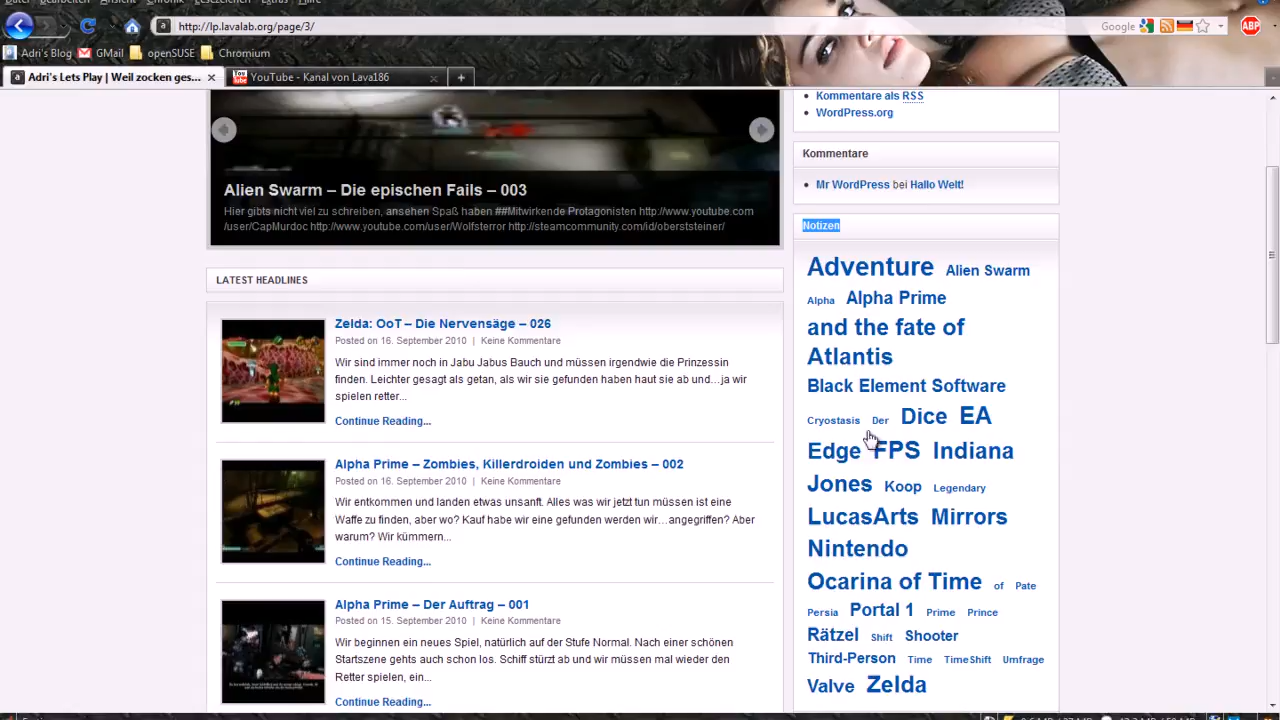 Datei Bearbeiten Ansicht Chronik Extras Hilfe
http://lp.lavalab.org/page/3/
Google
ABP
Adri's Blog GMail openSUSE Chromium
Adri's Lets Play | Weil zocken ges...
YouTube - Kanal von Lava186
Alien Swarm – Die epischen Fails – 003
Hier gibts nicht viel zu schreiben, ansehen Spaß haben ##Mitwirkende Protagonisten http://www.youtube.com
/user/CapMurdoc http://www.youtube.com/user/Wolfsterror http://steamcommunity.com/id/oberststeiner/
LATEST HEADLINES
Zelda: OoT – Die Nervensäge – 026
Posted on 16. September 2010 | Keine Kommentare
Wir sind immer noch in Jabu Jabus Bauch und müssen irgendwie die Prinzessin
finden. Leichter gesagt als getan, als wir sie gefunden haben haut sie ab und…ja wir
spielen retter...
Continue Reading...
Alpha Prime – Zombies, Killerdroiden und Zombies – 002
Posted on 16. September 2010 | Keine Kommentare
Wir entkommen und landen etwas unsanft. Alles was wir jetzt tun müssen ist eine
Waffe zu finden, aber wo? Kauf habe wir eine gefunden werden wir…angegriffen? Aber
warum? Wir kümmern...
Continue Reading...
Alpha Prime – Der Auftrag – 001
Posted on 15. September 2010 | Keine Kommentare
Wir beginnen ein neues Spiel, natürlich auf der Stufe Normal. Nach einer schönen
Startszene gehts auch schon los. Schiff stürzt ab und wir müssen mal wieder den
Retter spielen, ein...
Continue Reading...
Kommentare als RSS
WordPress.org
Kommentare
Mr WordPress bei Hallo Welt!
Notizen
Adventure Alien Swarm
Alpha Alpha Prime
and the fate of
Atlantis
Black Element Software
Cryostasis Der Dice EA
Edge FPS Indiana
Jones Koop Legendary
LucasArts Mirrors
Nintendo
Ocarina of Time of Pate
Persia Portal 1 Prime Prince
Rätzel Shift Shooter
Third-Person Time TimeShift Umfrage
Valve Zelda